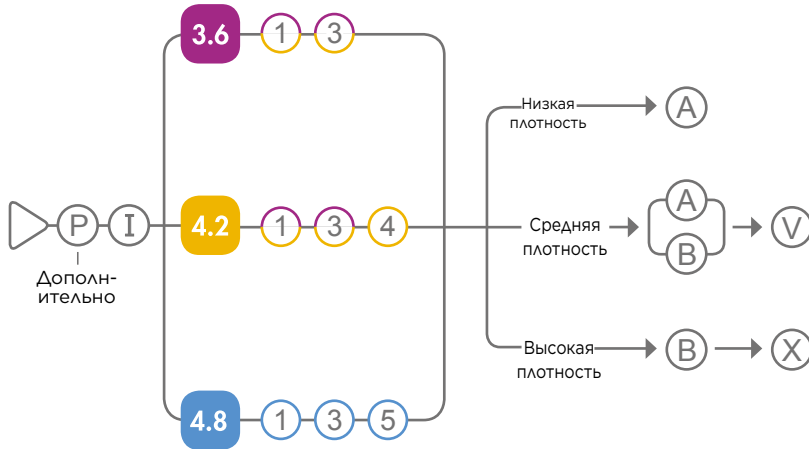 3.6 1 3
Низкая
плотность
A
P I
Дополн-
ительно
4.2 1 3 4
Средняя
плотность
A
B
V
Высокая
плотность
B X
4.8 1 3 5